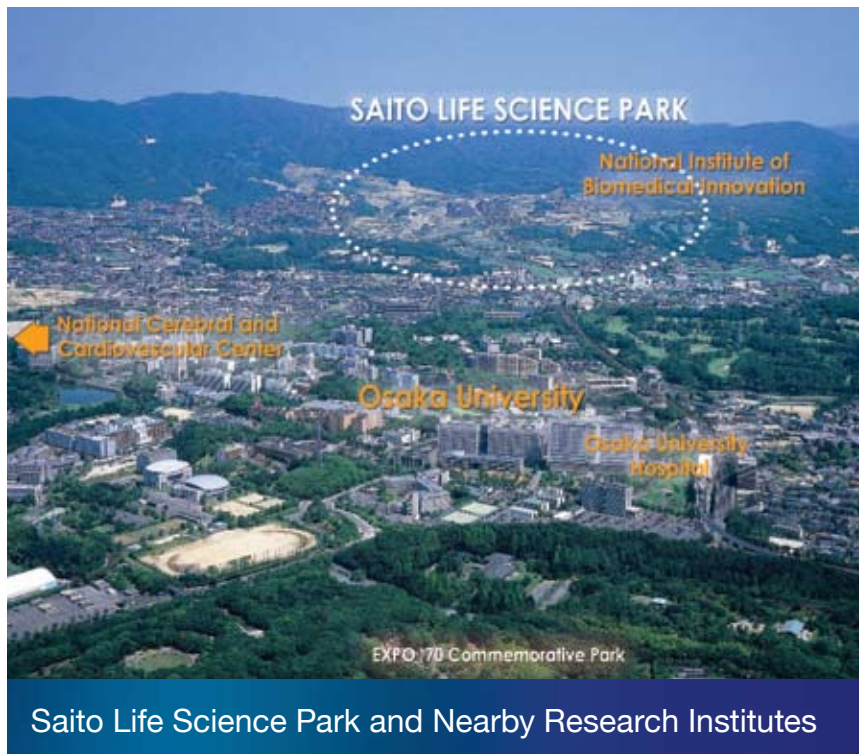 SAITO LIFE SCIENCE PARK
National Institute of
Biomedical Innovation
National Cerebral and
Cardiovascular Center
Osaka University
Osaka University
Hospital
EXPO '70 Commemorative Park
Saito Life Science Park and Nearby Research Institutes